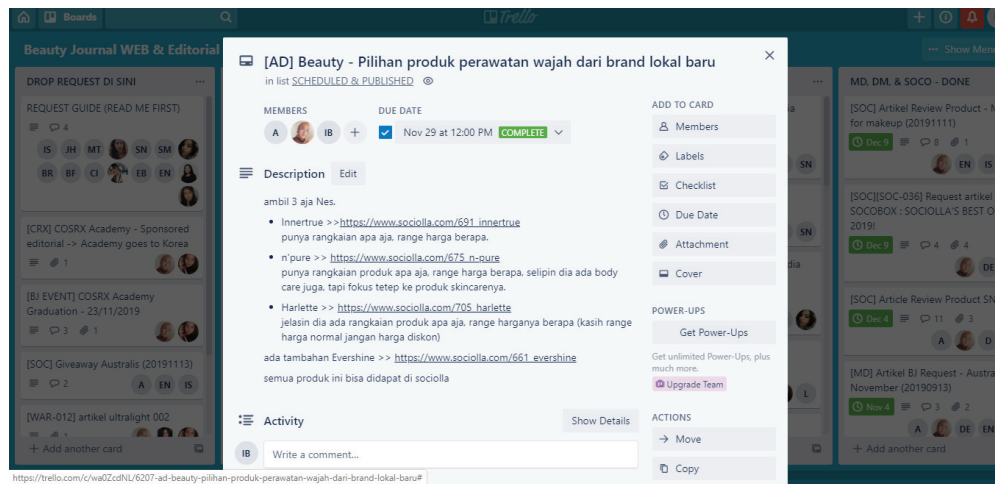 Boards
Trello
Beauty Journal WEB & Editorial
... Show Menu
DROP REQUEST DI SINI
REQUEST GUIDE (READ ME FIRST)
4
IS JH MT SN SM
BR BF CI EB EN
[CRX] COSRX Academy - Sponsored
editorial -> Academy goes to Korea
1
[BJ EVENT] COSRX Academy
Graduation - 23/11/2019
3 1
[SOC] Giveaway Australis (20191113)
2
A EN IS
[WAR-012] artikel ultralight 002
+ Add another card
[AD] Beauty - Pilihan produk perawatan wajah dari brand lokal baru
in list SCHEDULED & PUBLISHED
MEMBERS
DUE DATE
A IB +
Nov 29 at 12:00 PM COMPLETE
Description Edit
ambil 3 aja Nes.
• Innertrue >>https://www.sociolla.com/691_innertrue
punya rangkaian apa aja, range harga berapa.
• n'pure >> https://www.sociolla.com/675_n-pure
punya rangkaian produk apa aja, range harga berapa, selipin dia ada body
care juga, tapi fokus tetep ke produk skincarenya.
• Harlette >> https://www.sociolla.com/705_harlette
jelasin dia ada rangkaian produk apa aja, range harganya berapa (kasih range
harga normal jangan harga diskon)
ada tambahan Evershine >> https://www.sociolla.com/661_evershine
semua produk ini bisa didapat di sociolla
Activity
Show Details
IB
Write a comment...
ADD TO CARD
Members
Labels
Checklist
Due Date
Attachment
Cover
POWER-UPS
Get Power-Ups
Get unlimited Power-Ups, plus
much more.
Upgrade Team
ACTIONS
Move
Copy
SN
SN
dia
L
MD, DM. & SOCO - DONE
[SOC] Artikel Review Product - M
for makeup (20191111)
Dec 9 8 1
EN IS
[SOC][SOC-036] Request artikel
SOCOBOX : SOCIOLLA'S BEST O
2019!
Dec 9 4 4
DE
[SOC] Article Review Product SN
Dec 4 11 3
A D
[MD] Artikel BJ Request - Austra
November (20190913)
Nov 4 3 2
A DE EN
+ Add another card
https://trello.com/c/wa0ZcdNL/6207-ad-beauty-pilihan-produk-perawatan-wajah-dari-brand-lokal-baru#